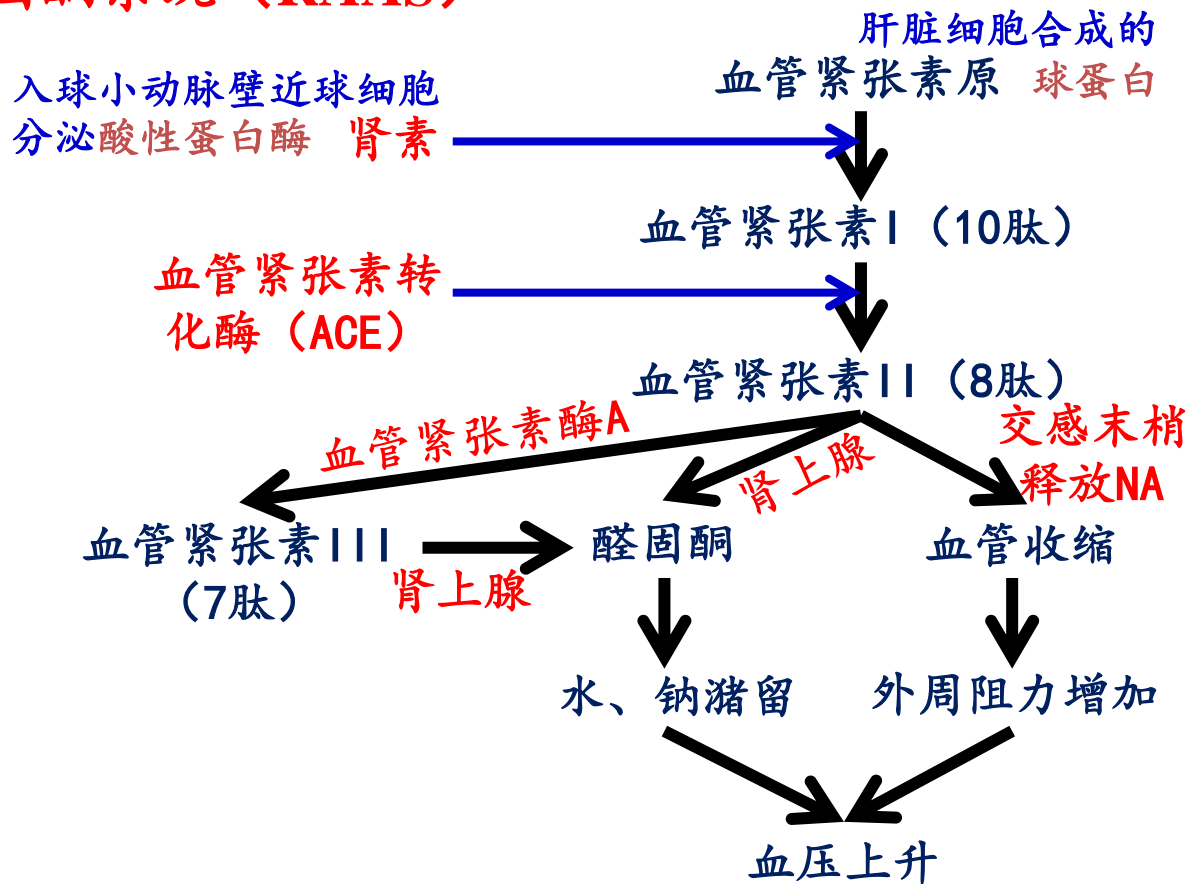 固酮系统（RAAS）
肝脏细胞合成的
血管紧张素原 球蛋白
入球小动脉壁近球细胞
分泌酸性蛋白酶 肾素
血管紧张素I（10肽）
血管紧张素转
化酶（ACE）
血管紧张素II（8肽）
血管紧张素酶A
肾上腺
交感末梢
释放NA
血管紧张素III
（7肽）
肾上腺
醛固酮
血管收缩
水、钠潴留
外周阻力增加
血压上升